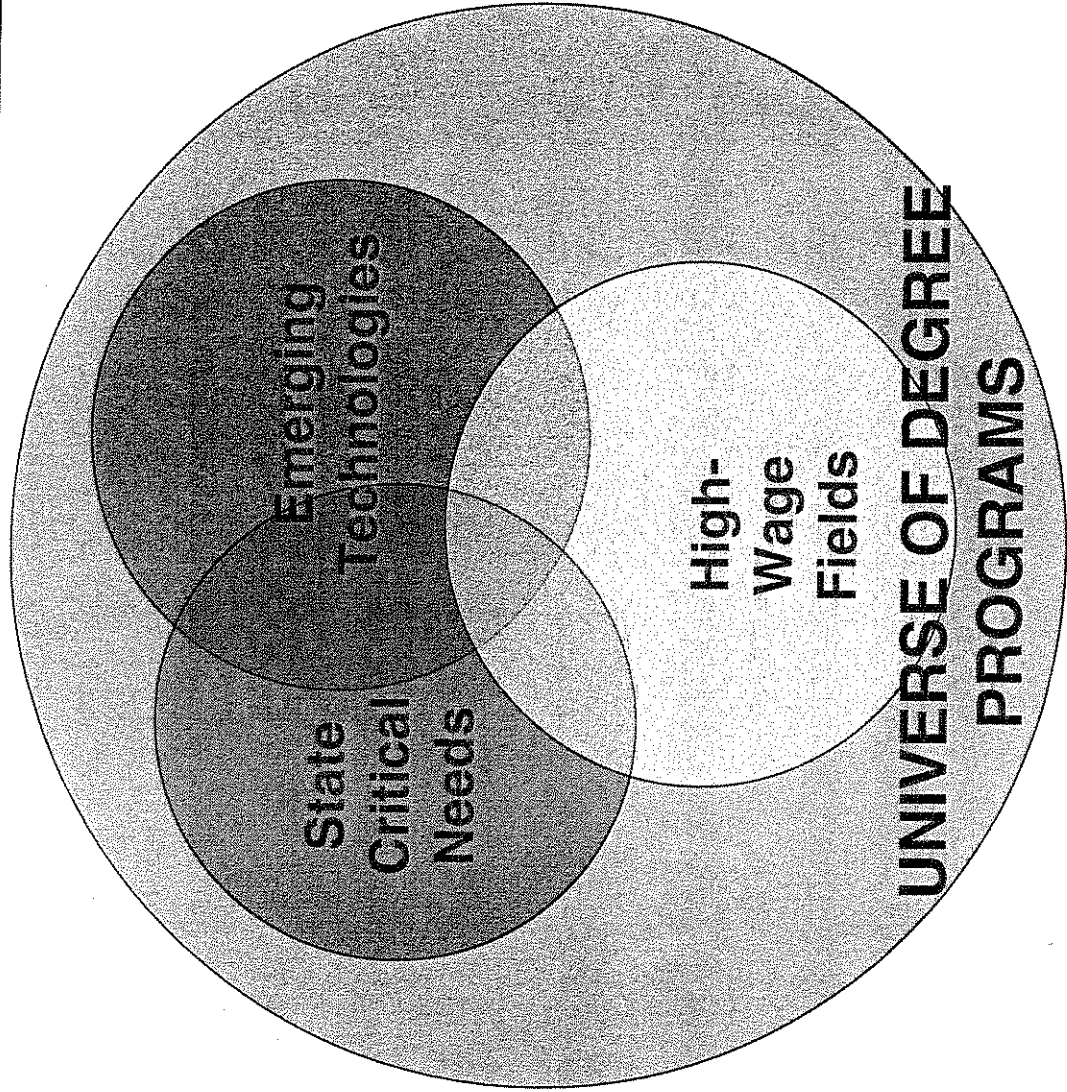 Emerging
Technologies
State
Critical
Needs
High-
Wage
Fields
UNIVERSE OF DEGREE
PROGRAMS